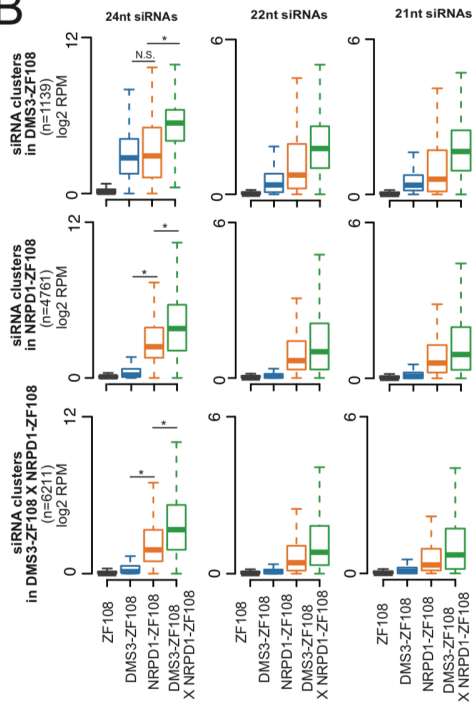 B
24nt siRNAs
22nt siRNAs
21nt siRNAs
siRNA clusters
in DMS3-ZF108
(n=1139)
log2 RPM
12
0
N.S.
*
6
0
6
0
siRNA clusters
in NRPD1-ZF108
(n=4761)
log2 RPM
12
0
*
*
6
0
6
0
siRNA clusters
in DMS3-ZF108 X NRPD1-ZF108
(n=6211)
log2 RPM
12
0
*
*
6
0
6
0
ZF108
DMS3-ZF108
NRPD1-ZF108
DMS3-ZF108
X NRPD1-ZF108
ZF108
DMS3-ZF108
NRPD1-ZF108
DMS3-ZF108
X NRPD1-ZF108
ZF108
DMS3-ZF108
NRPD1-ZF108
DMS3-ZF108
X NRPD1-ZF108